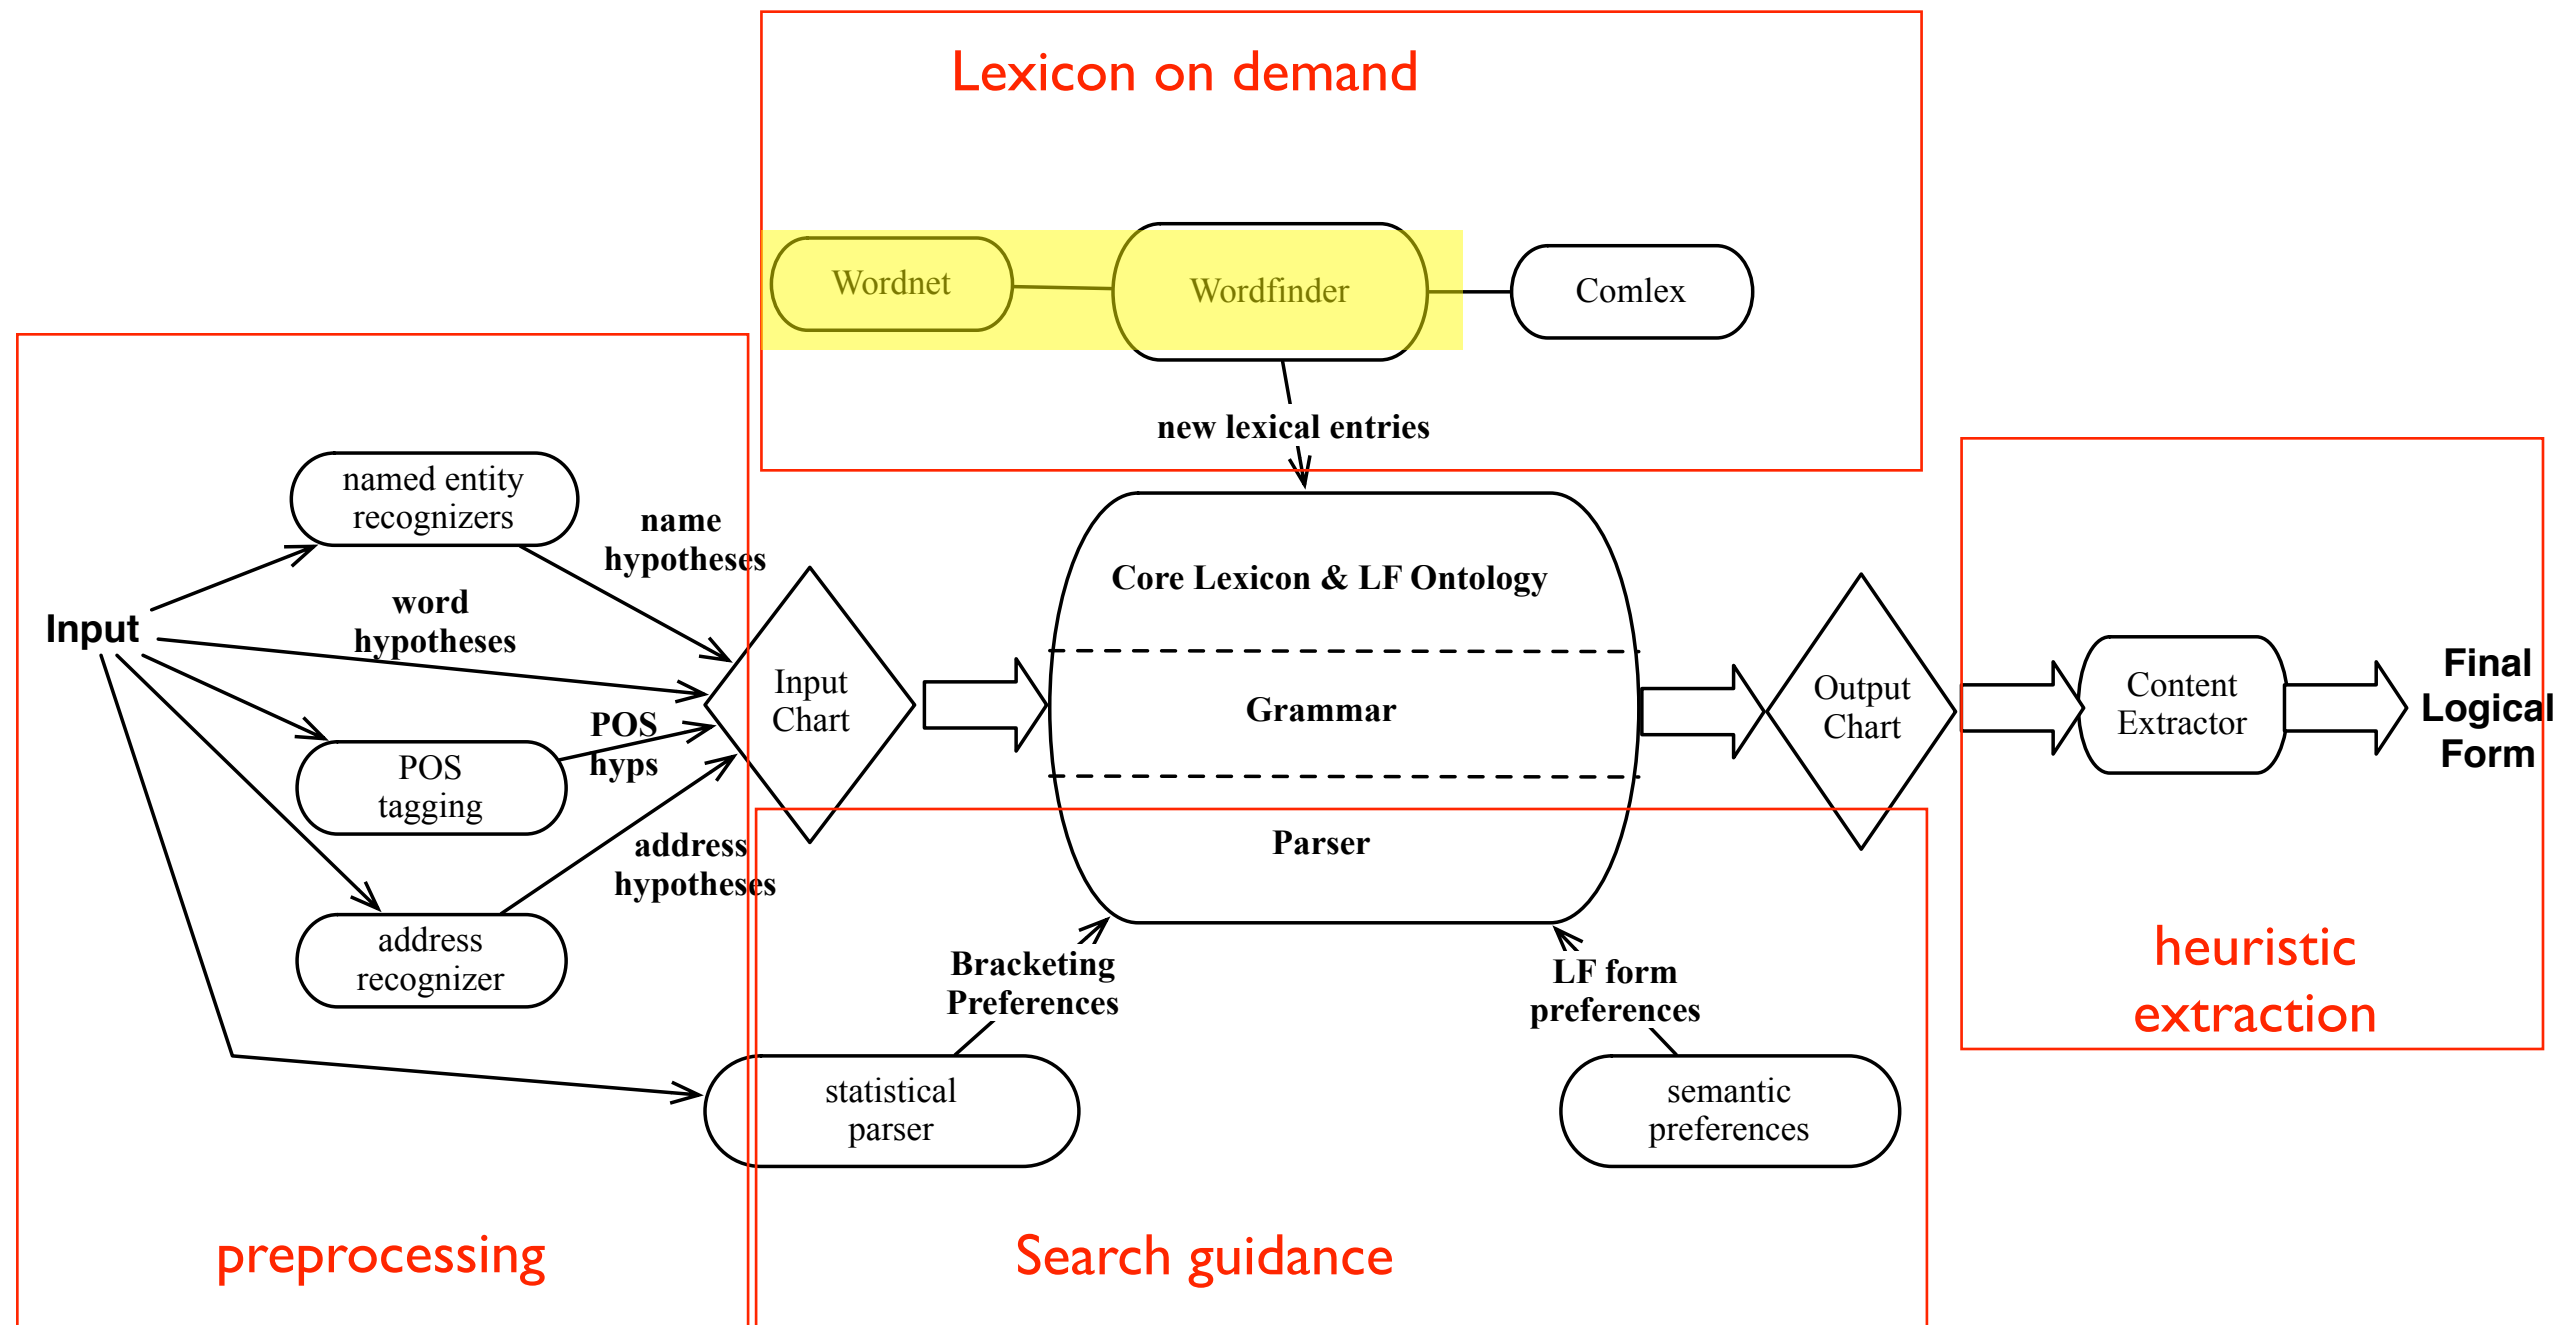 Lexicon on demand
Wordnet
Wordfinder
Comlex
new lexical entries
named entity
recognizers
name
hypotheses
word
hypotheses
Input
POS
hyps
POS
tagging
address
hypotheses
address
recognizer
Input
Chart
Core Lexicon & LF Ontology
Grammar
Parser
Output
Chart
Content
Extractor
Final
Logical
Form
Bracketing
Preferences
LF form
preferences
statistical
parser
semantic
preferences
heuristic
extraction
preprocessing
Search guidance